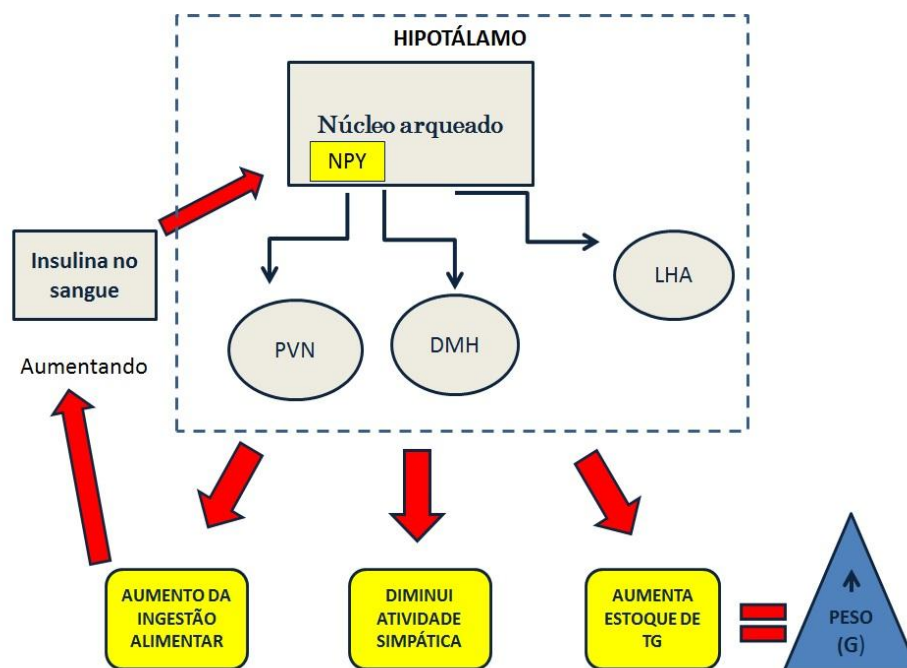 HIPOTÁLAMO
Núcleo arqueado
NPY
Insulina no
sangue
Aumentando
PVN
DMH
LHA
AUMENTO DA
INGESTÃO
ALIMENTAR
DIMINUI
ATIVIDADE
SIMPÁTICA
AUMENTA
ESTOQUE DE
TG
PESO
(G)